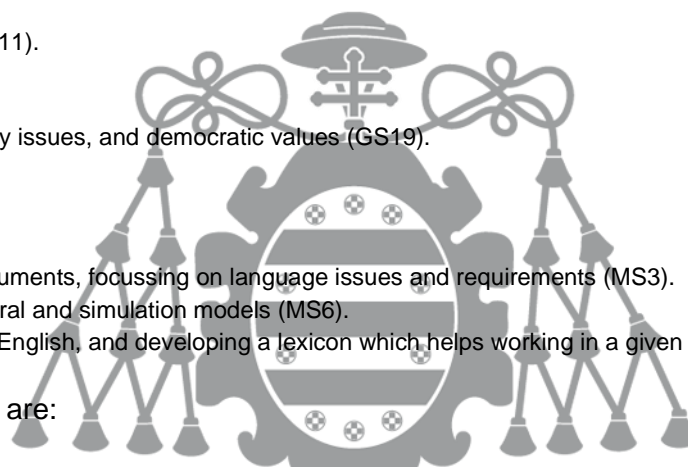 11).
y issues, and democratic values (GS19).
uments, focussing on language issues and requirements (MS3).
ral and simulation models (MS6).
English, and developing a lexicon which helps working in a given
are: